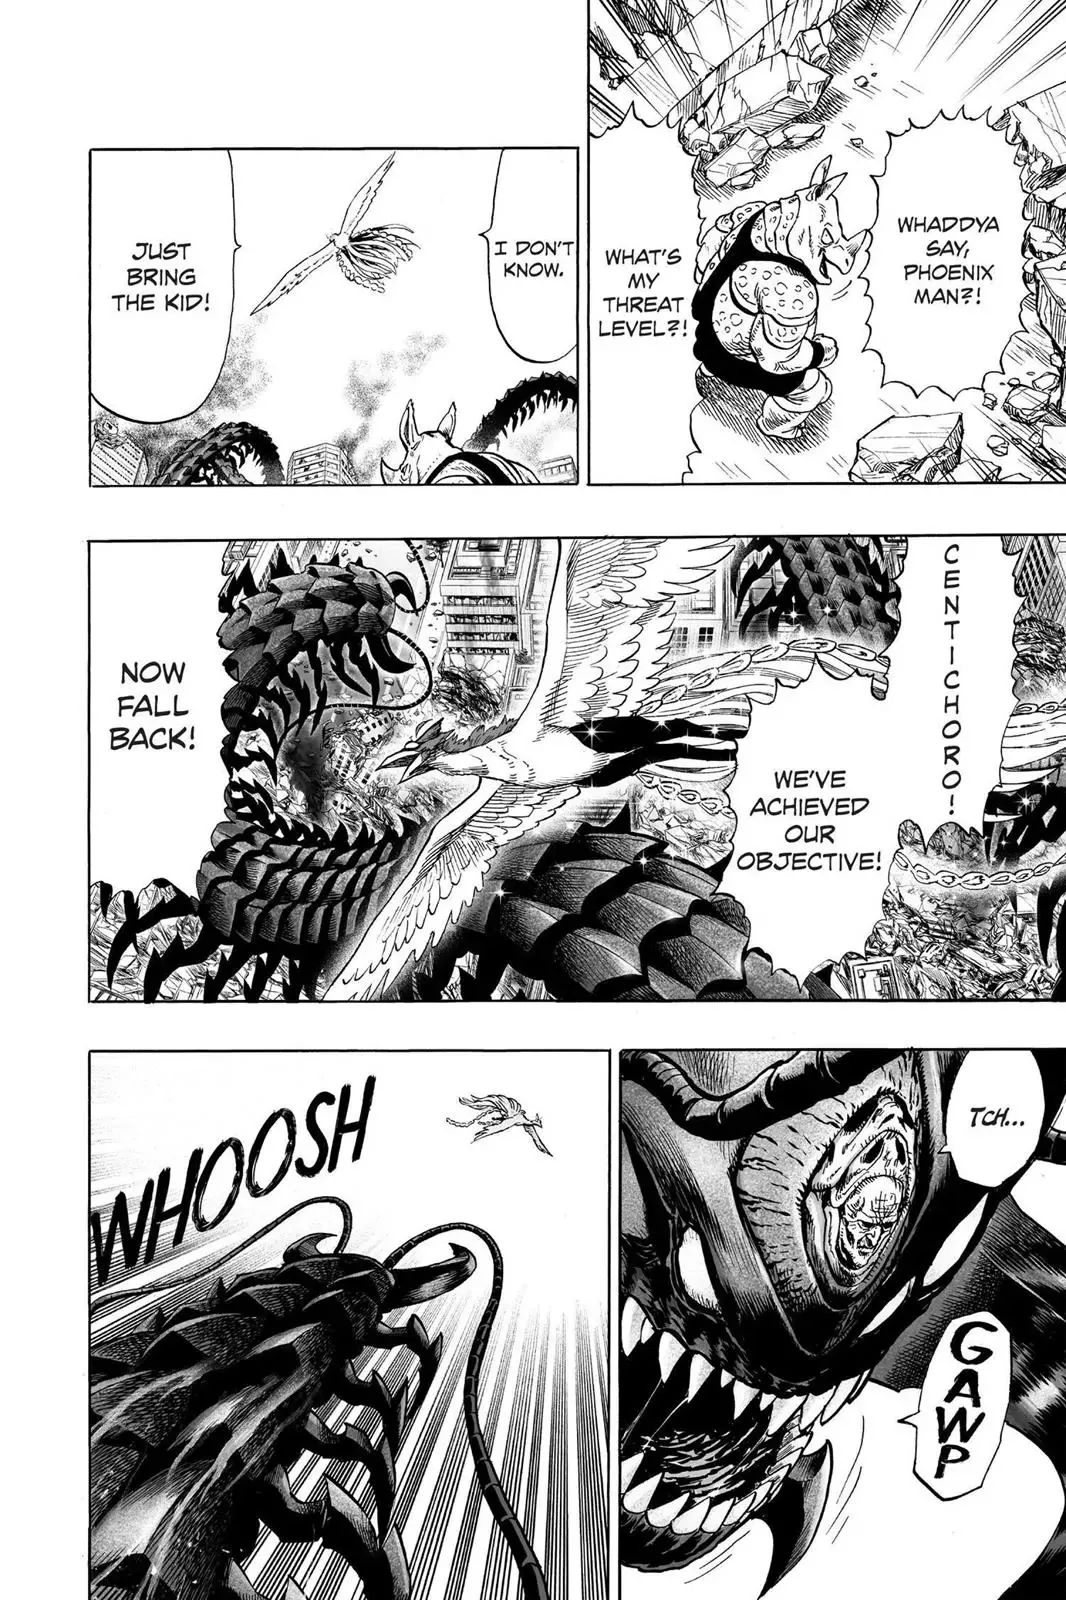 WHADDYA
SAY,
PHOENIX
MAN?!
WHAT'S
MY
THREAT
LEVEL?!
I DON'T
KNOW.
JUST
BRING
THE KID!
CENTICHORO!
WE'VE
ACHIEVED
OUR
OBJECTIVE!
NOW
FALL
BACK!
TCH...
GAWP
WHOOSH